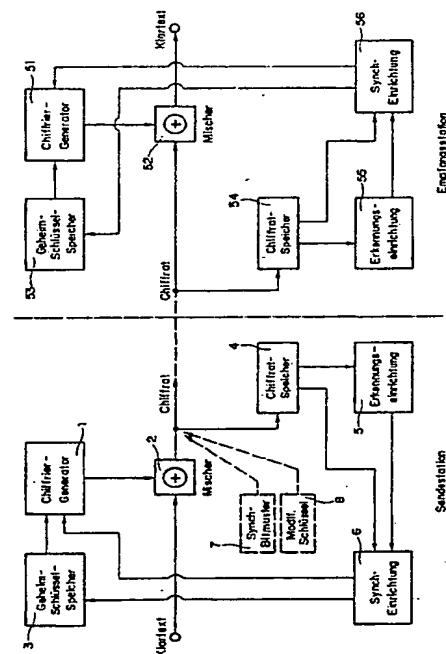 3
Geheim-
Schlüssel-
Speicher
Chiffrier-
Generator
1
Klartext
2
Mischer
Chiffrat
7
Synch-
Bitmuster
Modif.
Schlüssel
8
4
Chiffrat-
Speicher
6
Synch-
Einrichtung
5
Erkennungs-
einrichtung
Sendestation
53
Geheim-
Schlüssel-
Speicher
Chiffrier-
Generator
51
Chiffrat
52
Mischer
Klartext
54
Chiffrat-
Speicher
55
Erkennungs-
einrichtung
56
Synch-
Einrichtung
Empfangsstation